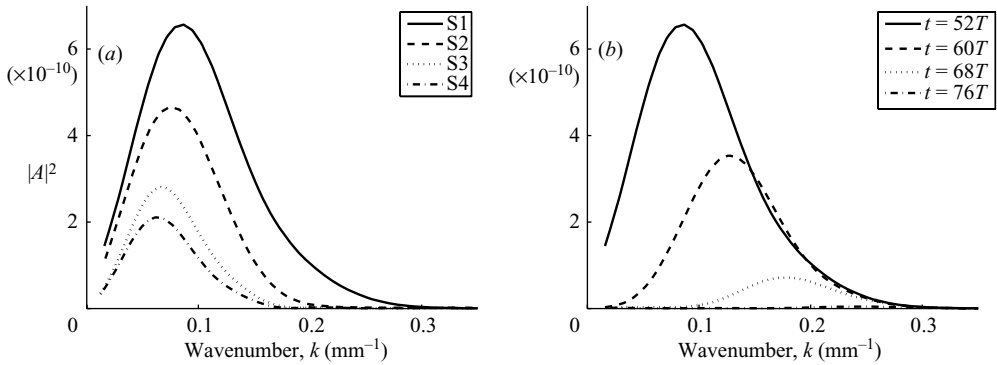 (a)
6
(×10⁻¹⁰)
4
|A|²
2
0
0.1
0.2
0.3
Wavenumber, k (mm⁻¹)
S1
S2
S3
S4
(b)
6
(×10⁻¹⁰)
4
2
0
0.1
0.2
0.3
Wavenumber, k (mm⁻¹)
t = 52T
t = 60T
t = 68T
t = 76T